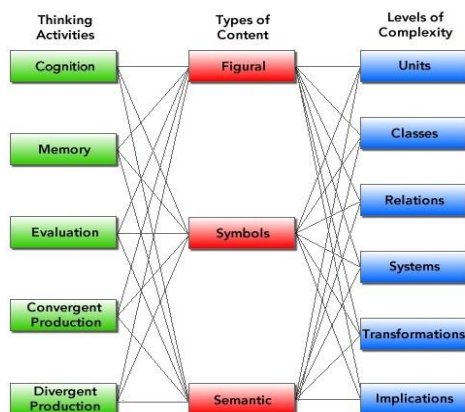 Thinking
Activities
Types of
Content
Levels of
Complexity
Cognition
Figural
Units
Classes
Memory
Relations
Evaluation
Symbols
Systems
Convergent
Production
Transformations
Divergent
Production
Semantic
Implications